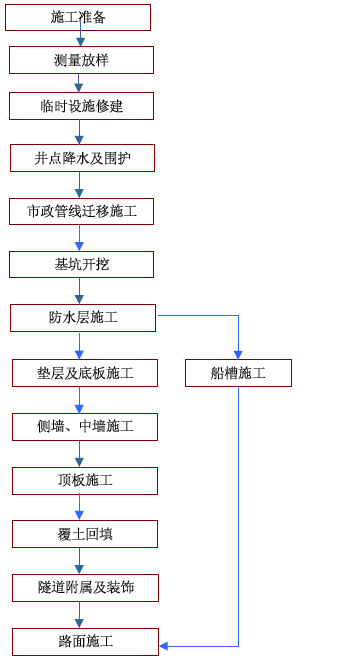 施工准备
测量放样
临时设施修建
井点降水及围护
市政管线迁移施工
基坑开挖
防水层施工
垫层及底板施工
船槽施工
侧墙、中墙施工
顶板施工
覆土回填
隧道附属及装饰
路面施工